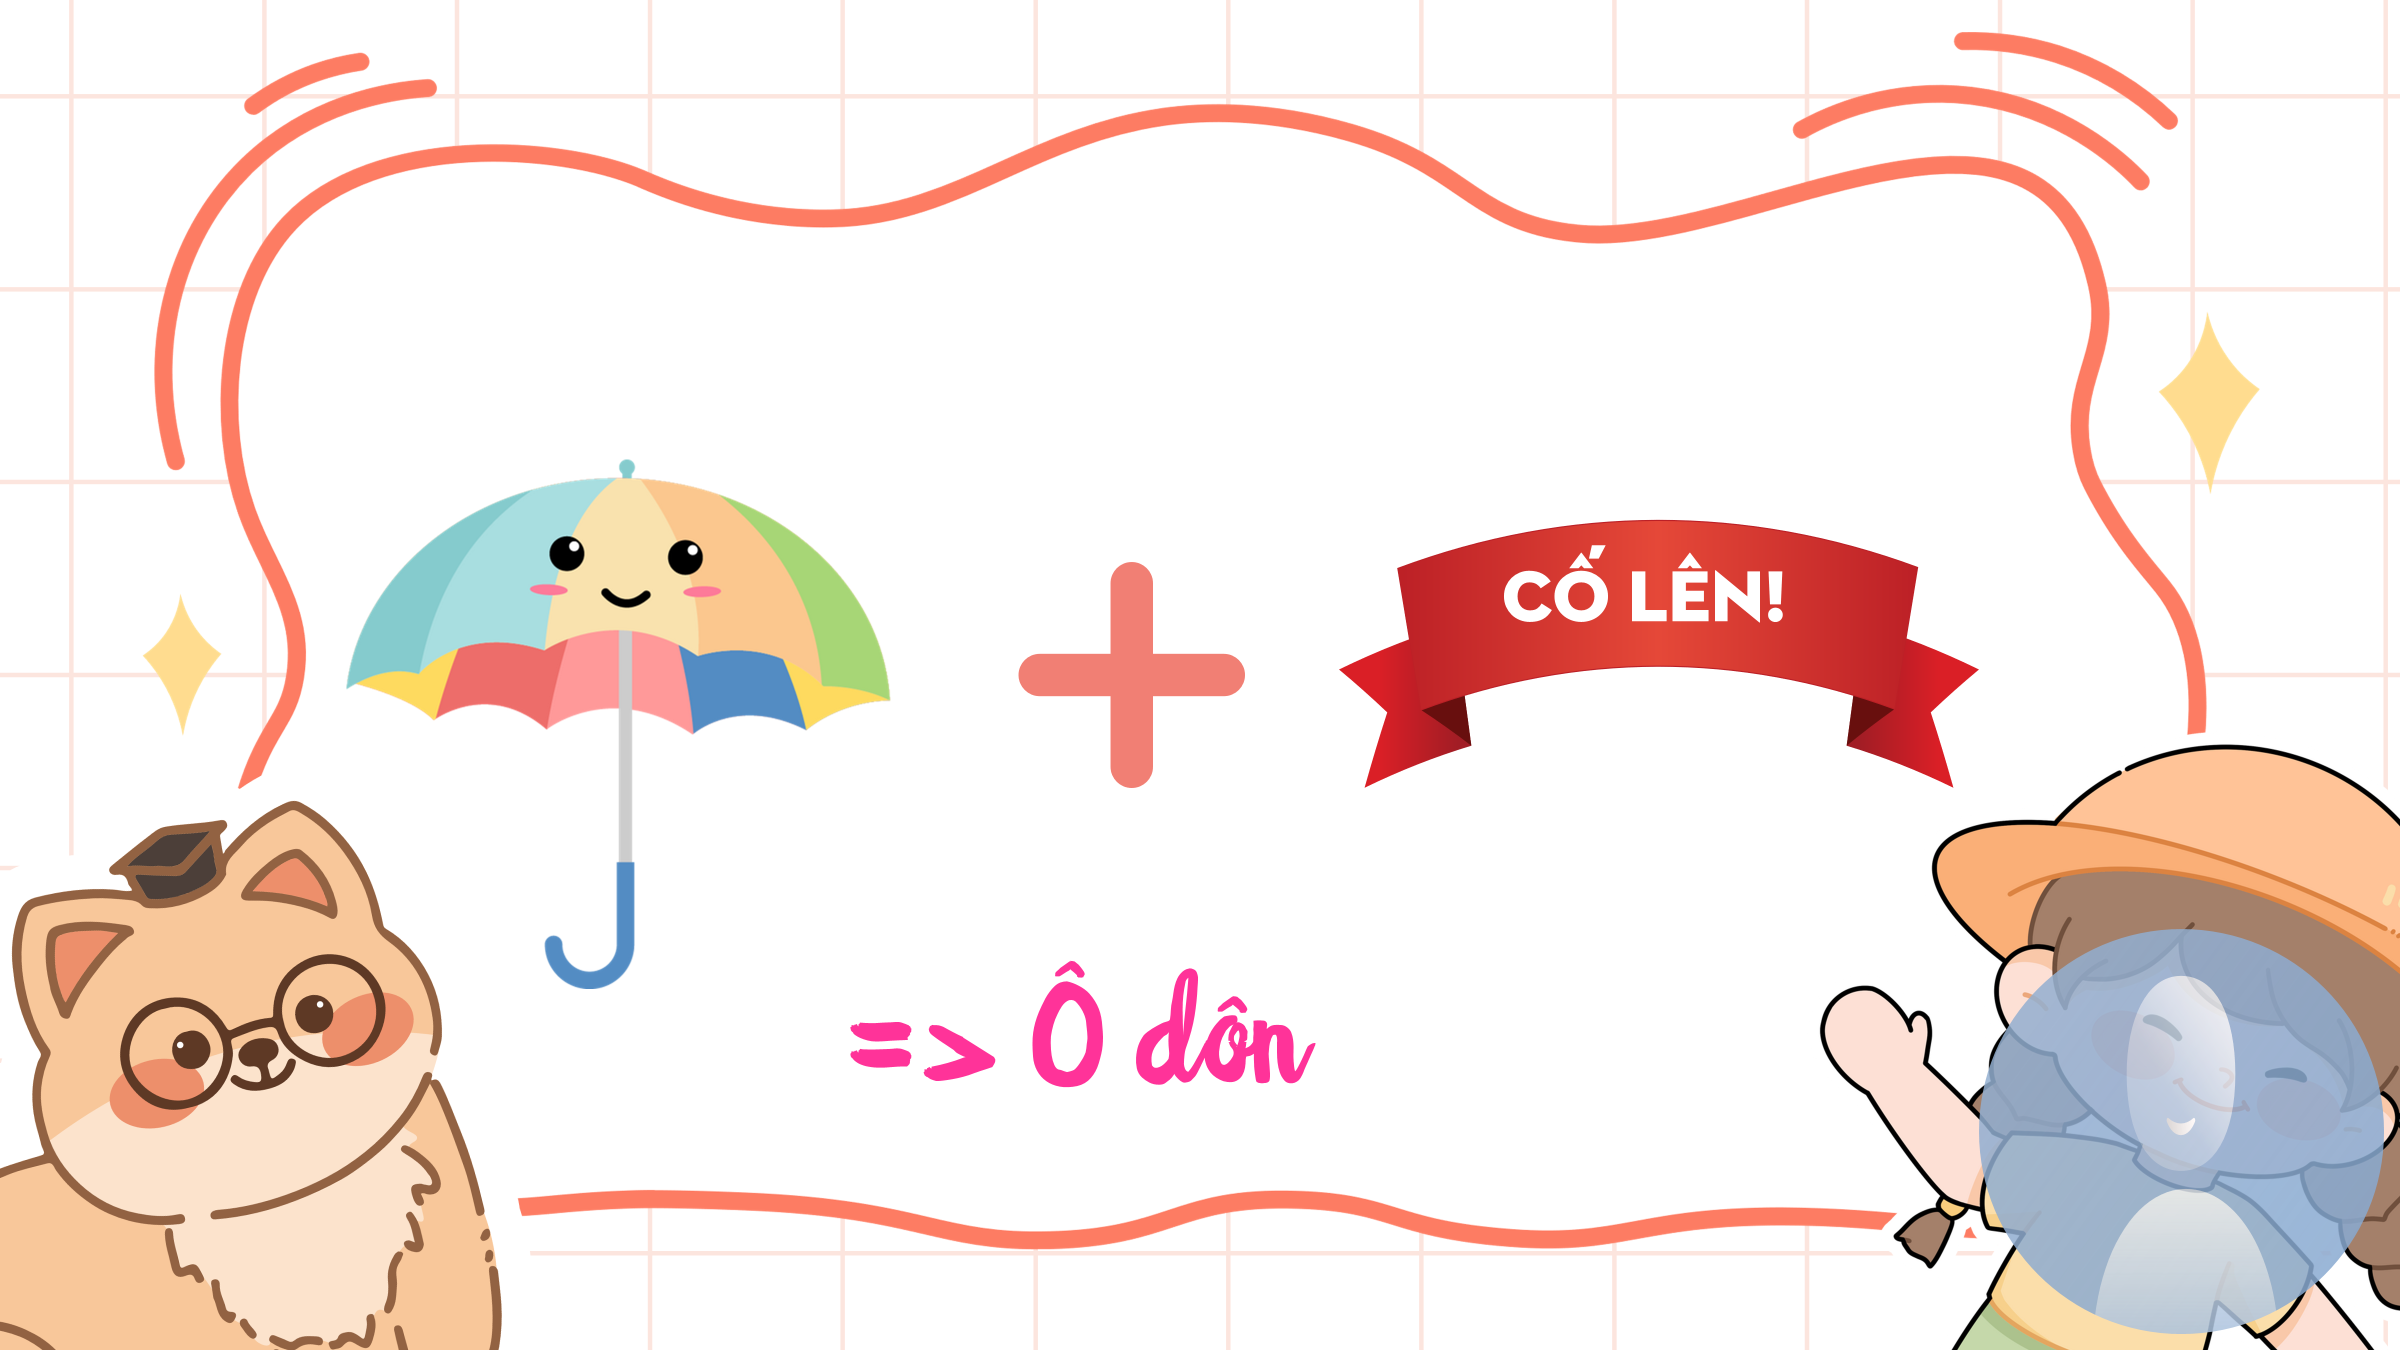 CỐ LÊN!
=> Ô dôn